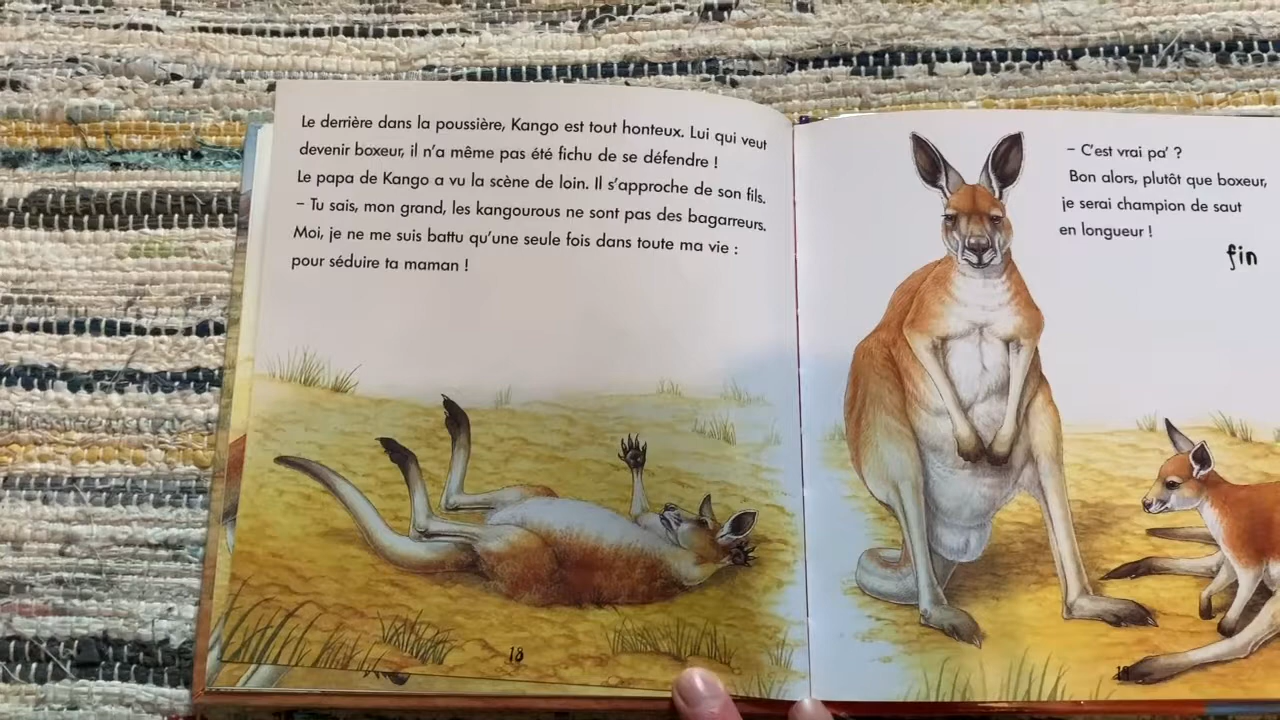 Le derrière dans la poussière, Kango est tout honteux. Lui qui veut
devenir boxeur, il n'a même pas été fichu de se défendre !
Le papa de Kango a vu la scène de loin. Il s'approche de son fils.
– Tu sais, mon grand, les kangourous ne sont pas des bagarreurs.
Moi, je ne me suis battu qu'une seule fois dans toute ma vie :
pour séduire ta maman !
18
– C'est vrai pa' ?
Bon alors, plutôt que boxeur,
je serai champion de saut
en longueur !
fin
19